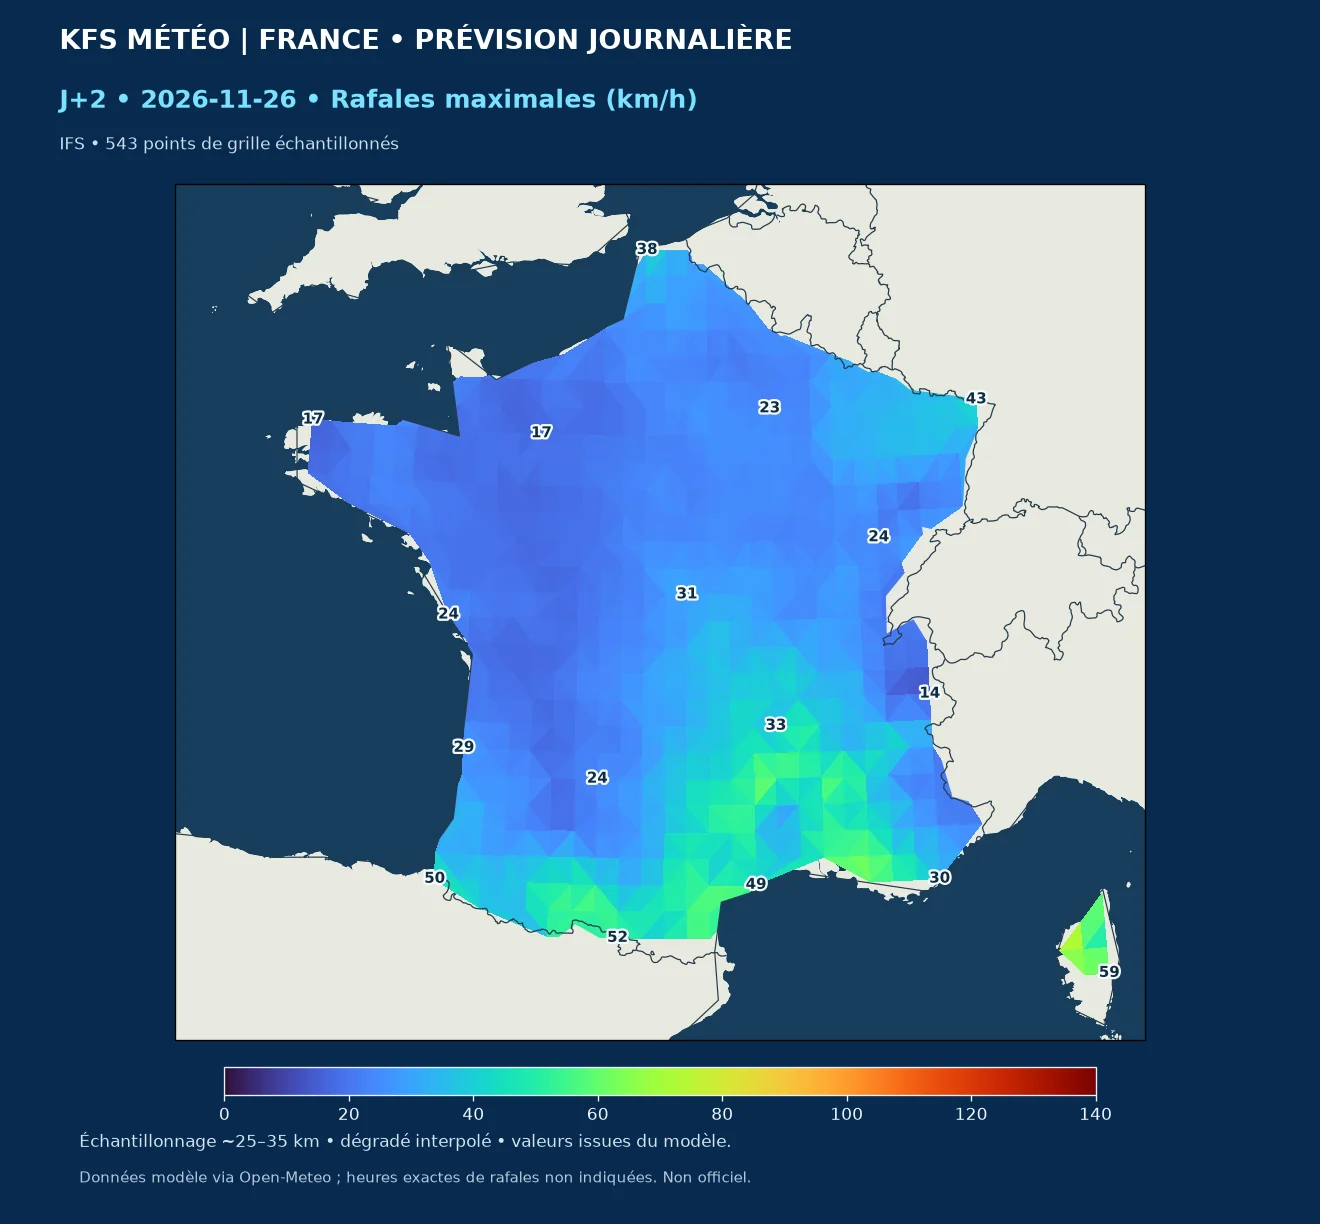 KFS MÉTÉO | FRANCE • PRÉVISION JOURNALIÈRE
J+2 • 2026-11-26 • Rafales maximales (km/h)
IFS • 543 points de grille échantillonnés
38
43
23
17
17
24
31
24
14
33
29
24
50
49
30
52
59
0 20 40 60 80 100 120 140
Échantillonnage ~25–35 km • dégradé interpolé • valeurs issues du modèle.
Données modèle via Open-Meteo ; heures exactes de rafales non indiquées. Non officiel.